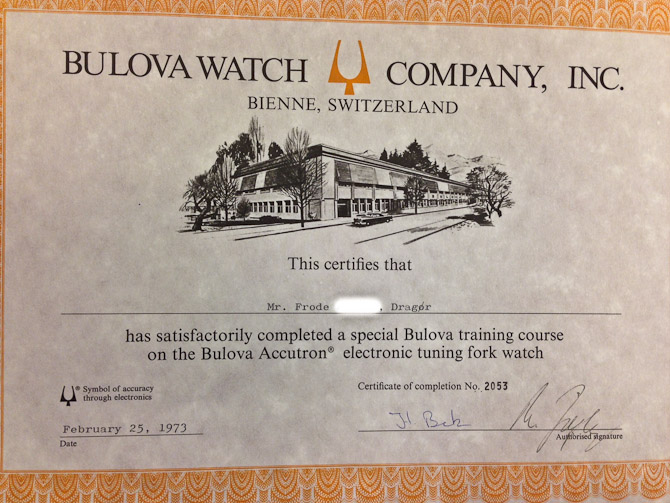 BULOVA WATCH COMPANY, INC.
BIENNE, SWITZERLAND
This certifies that
Mr. Frode , Dragør
has satisfactorily completed a special Bulova training course
on the Bulova Accutron® electronic tuning fork watch
® Symbol of accuracy
through electronics
Certificate of completion No. 2053
February 25, 1973
Date
Authorised signature